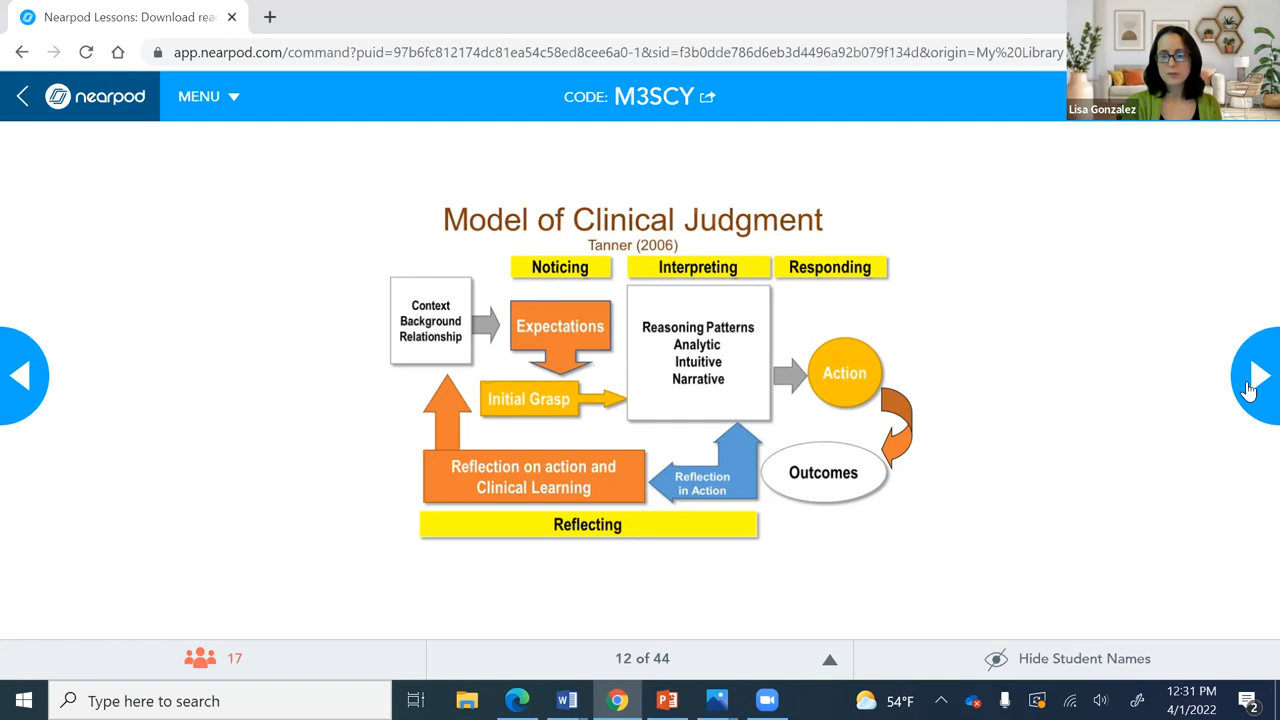 Nearpod Lessons: Download rea
app.nearpod.com/command?puid=97b6fc812174dc81ea54c58ed8cee6a0-1&sid=f3b0dde786d6eb3d4496a92b079f134d&origin=My%20Library
Lisa Gonzalez
nearpod
MENU
CODE: M3SCY
Model of Clinical Judgment
Tanner (2006)
Noticing
Interpreting
Responding
Context
Background
Relationship
Expectations
Reasoning Patterns
Analytic
Intuitive
Narrative
Action
Initial Grasp
Reflection on action and
Clinical Learning
Reflection
in Action
Outcomes
Reflecting
17
12 of 44
Hide Student Names
Type here to search
54°F
12:31 PM
4/1/2022
2